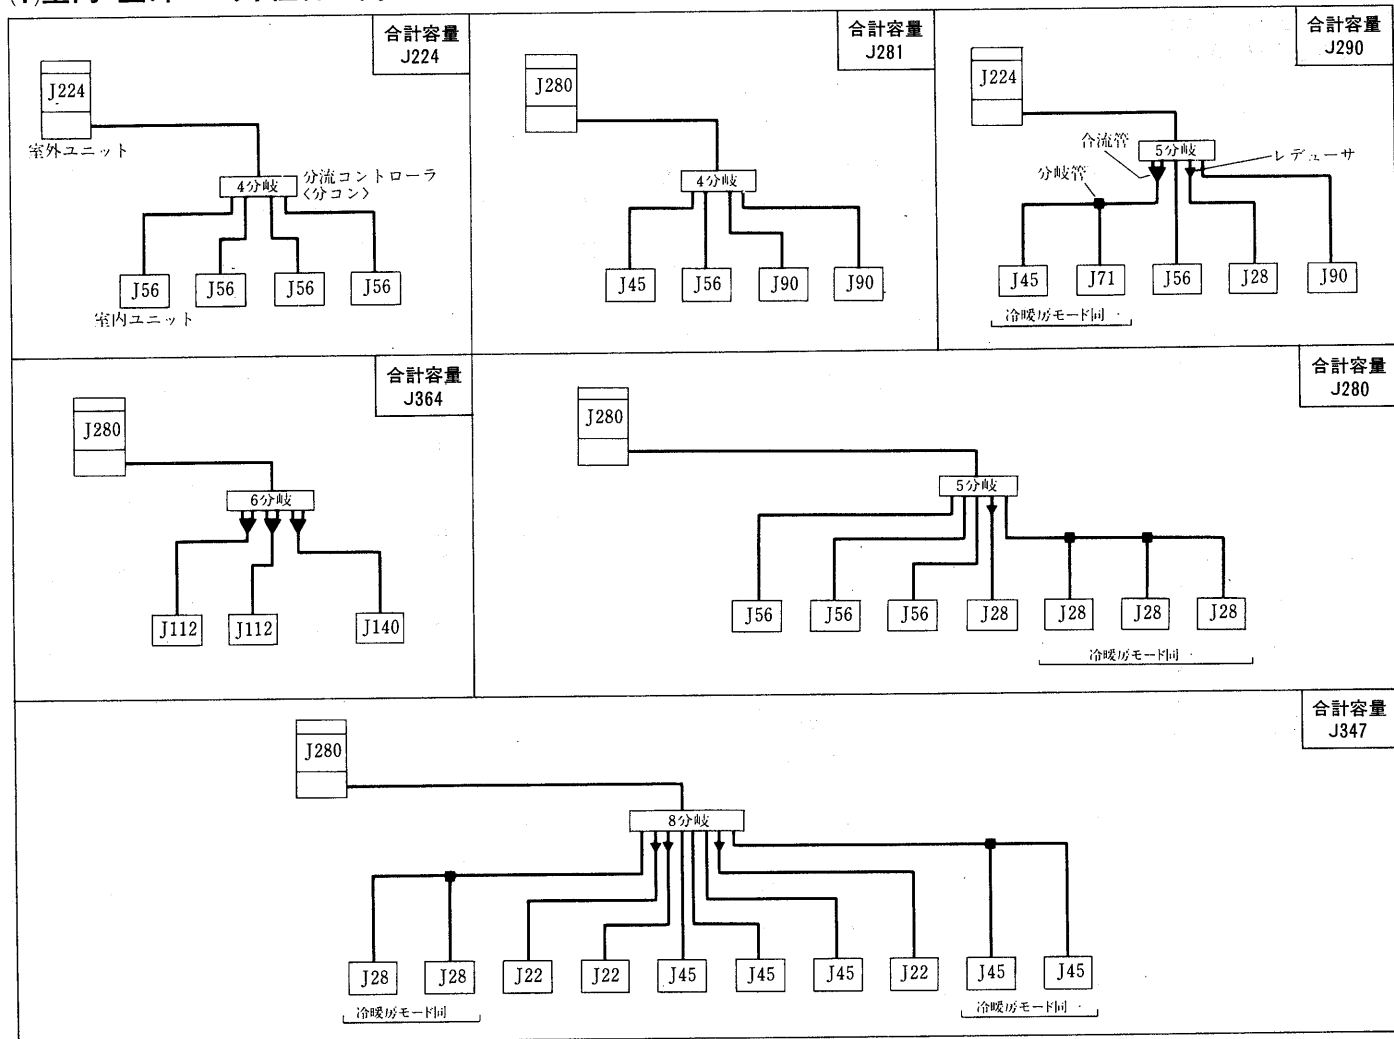 合計容量
J224
J224
室外ユニット
4分岐
分流コントローラ
〈分コン〉
J56
J56
J56
J56
室内ユニット
合計容量
J281
J280
4分岐
J45
J56
J90
J90
合計容量
J290
J224
合流管
5分岐
レデューサ
分岐管
J45
J71
J56
J28
J90
冷暖房モード同
合計容量
J364
J280
6分岐
J112
J112
J140
合計容量
J280
J280
5分岐
J56
J56
J56
J28
J28
J28
J28
冷暖房モード同
合計容量
J347
J280
8分岐
J28
J28
J22
J22
J45
J45
J45
J22
J45
J45
冷暖房モード同
冷暖房モード同